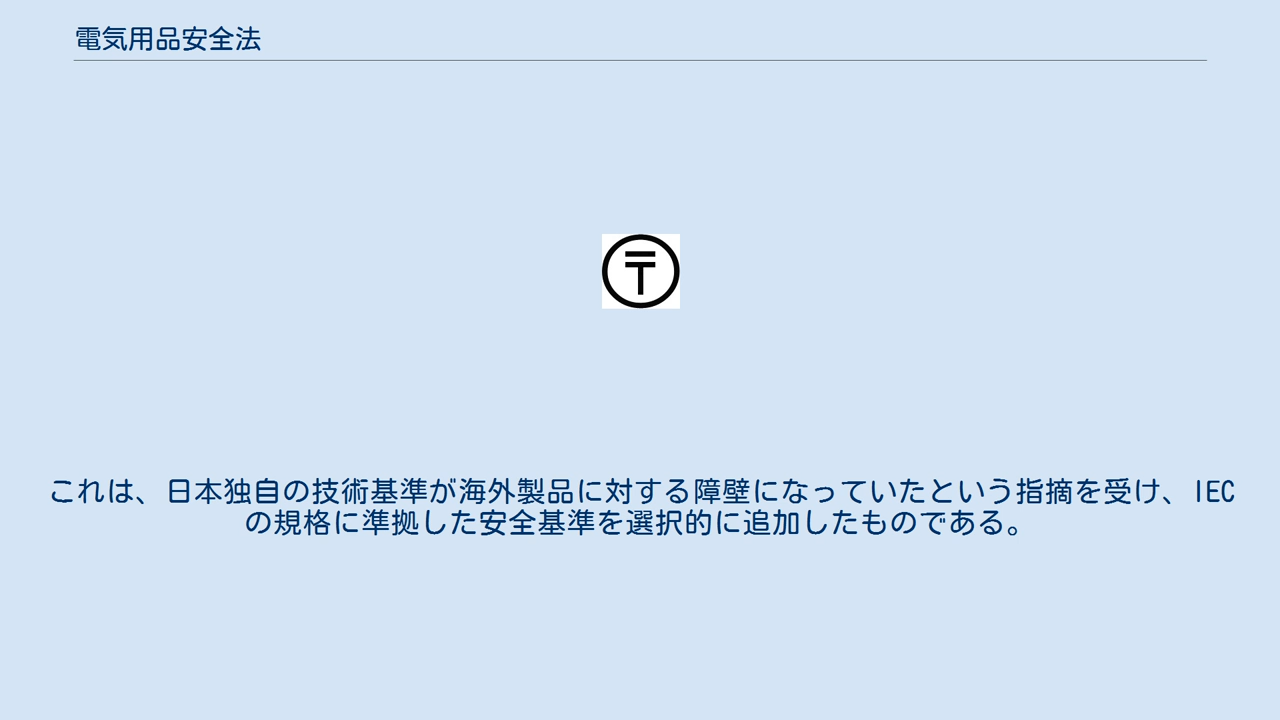 電気用品安全法
〒
これは、日本独自の技術基準が海外製品に対する障壁になっていたという指摘を受け、IEC
の規格に準拠した安全基準を選択的に追加したものである。